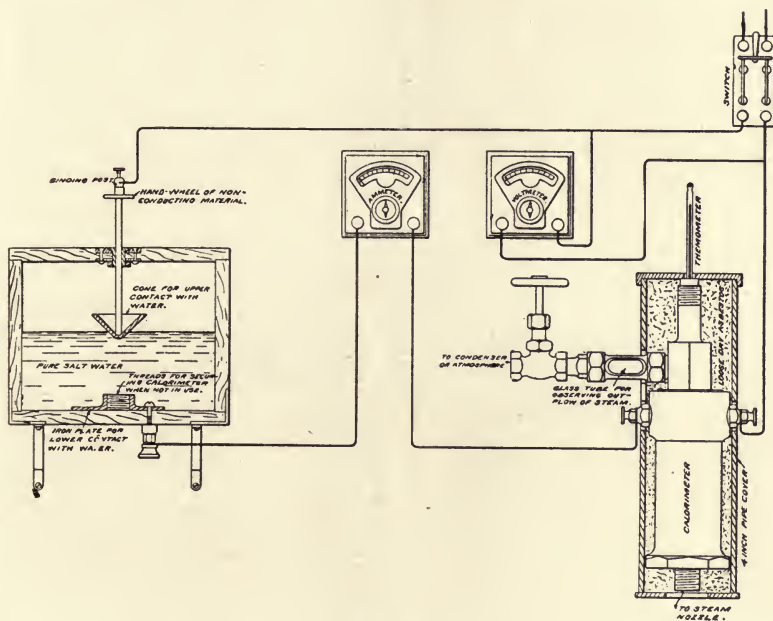 SWITCH
BINDING POST
HAND-WHEEL OF NON-
CONDUCTING MATERIAL.
AMMETER
VOLTMETER
THEMOMETER
CONE FOR UPPER
CONTACT WITH
WATER.
PURE SALT WATER
THREADS FOR SECUR-
ING CALORIMETER
WHEN NOT IN USE.
IRON PLATE FOR
LOWER CONTACT
WITH WATER.
TO CONDENSER
OR ATMOSPHERE
GLASS TUBE FOR
OBSERVING OUT-
FLOW OF STEAM.
LOOSE DRY ASBESTOS
CALORIMETER
4 INCH PIPE COVER
TO STEAM
NOZZLE.